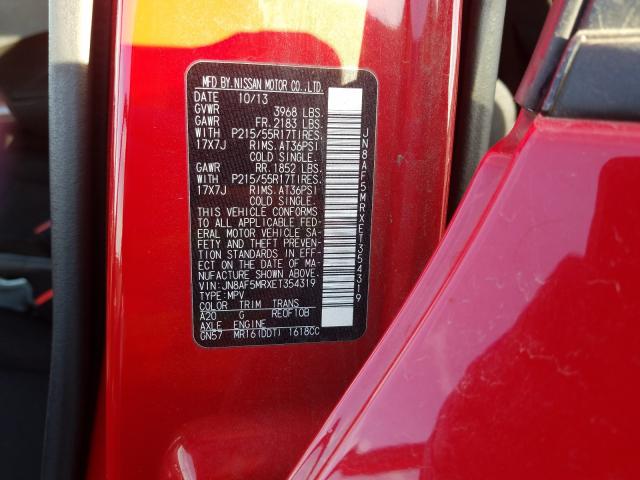 MFD BY NISSAN MOTOR CO., LTD.
DATE 10/13
GVWR 3968 LBS.
GAWR FR. 2183 LBS.
WITH P215/55R17TIRES.
17X7J RIMS. AT36PSI
COLD SINGLE.
GAWR RR. 1852 LBS.
WITH P215/55R17TIRES.
17X7J RIMS. AT36PSI
COLD SINGLE.
THIS VEHICLE CONFORMS
TO ALL APPLICABLE FED-
ERAL MOTOR VEHICLE SA-
FETY AND THEFT PREVEN-
TION STANDARDS IN EFF-
ECT ON THE DATE OF MA-
NUFACTURE SHOWN ABOVE.
VIN: JN8AF5MRXET354319
TYPE: MPV
COLOR TRIM TRANS
A20 G RE0F10B
AXLE ENGINE
GN57 MR16(DDT) 1618CC
JN8AF5MRXET354319